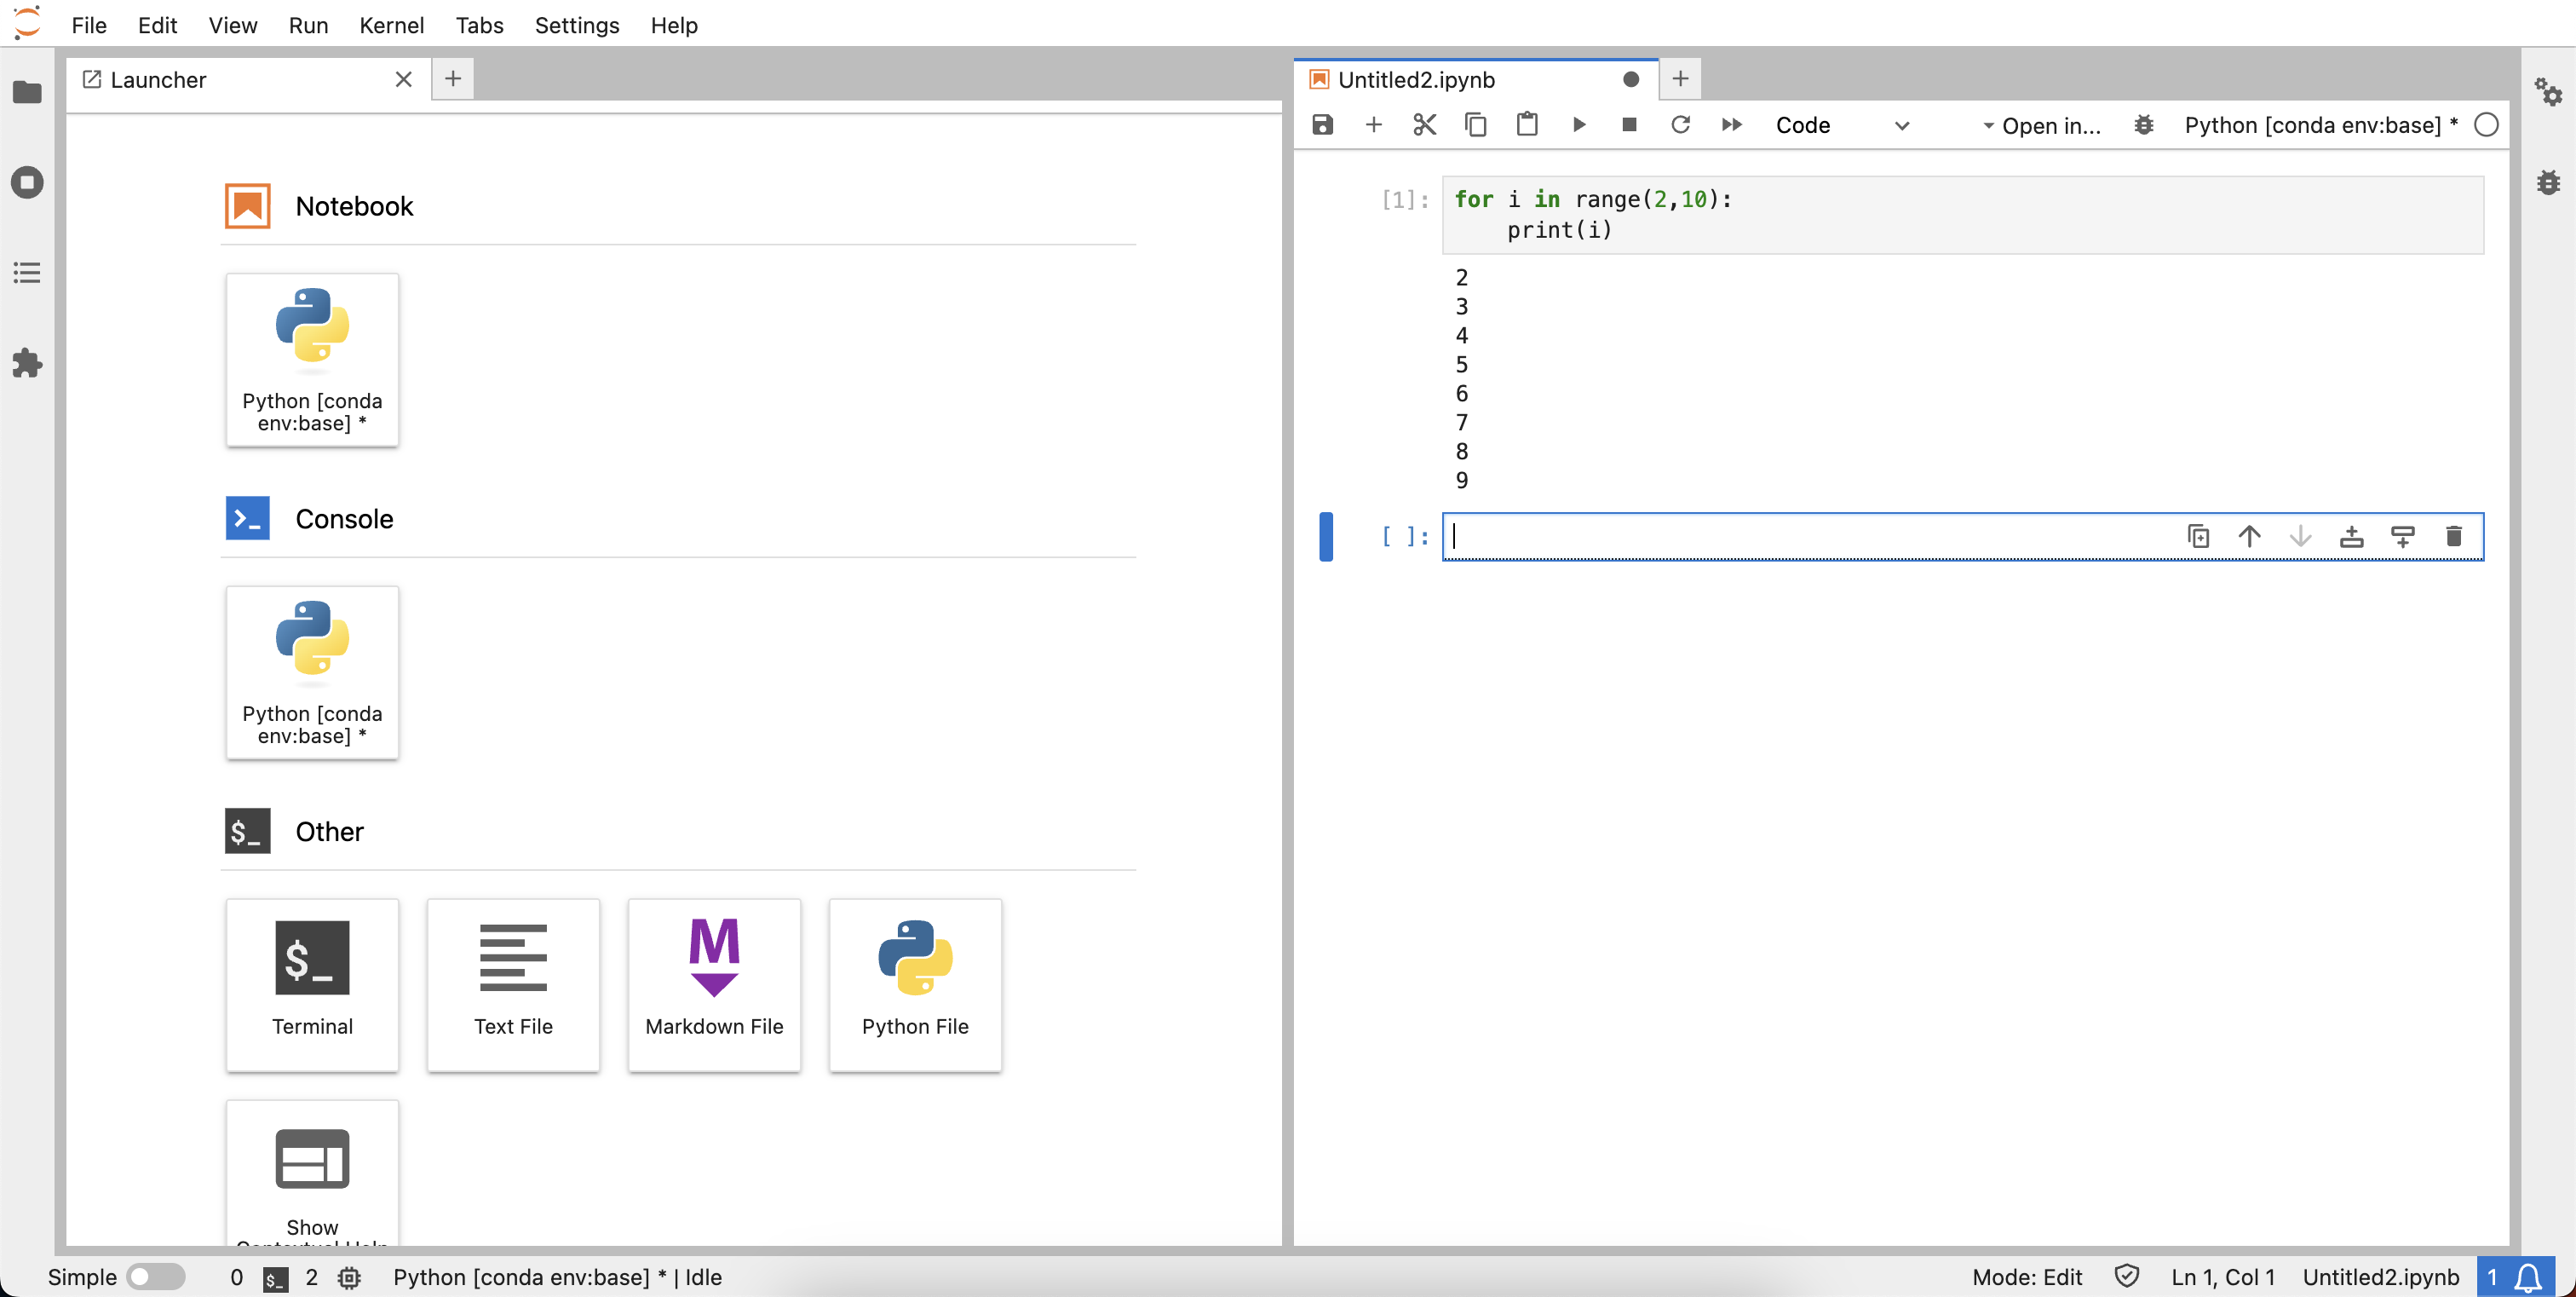 File Edit View Run Kernel Tabs Settings Help
Launcher
Notebook
Python [conda
env:base] *
Console
Python [conda
env:base] *
$_ Other
$_
Terminal
Text File
M
Markdown File
Python File
Show
Contextual Help
Untitled2.ipynb
Code
Open in...
Python [conda env:base] *
[1]:
for i in range(2,10):
    print(i)
2
3
4
5
6
7
8
9
[ ]:
Simple 0 $_ 2 Python [conda env:base] * | Idle
Mode: Edit Ln 1, Col 1 Untitled2.ipynb 1